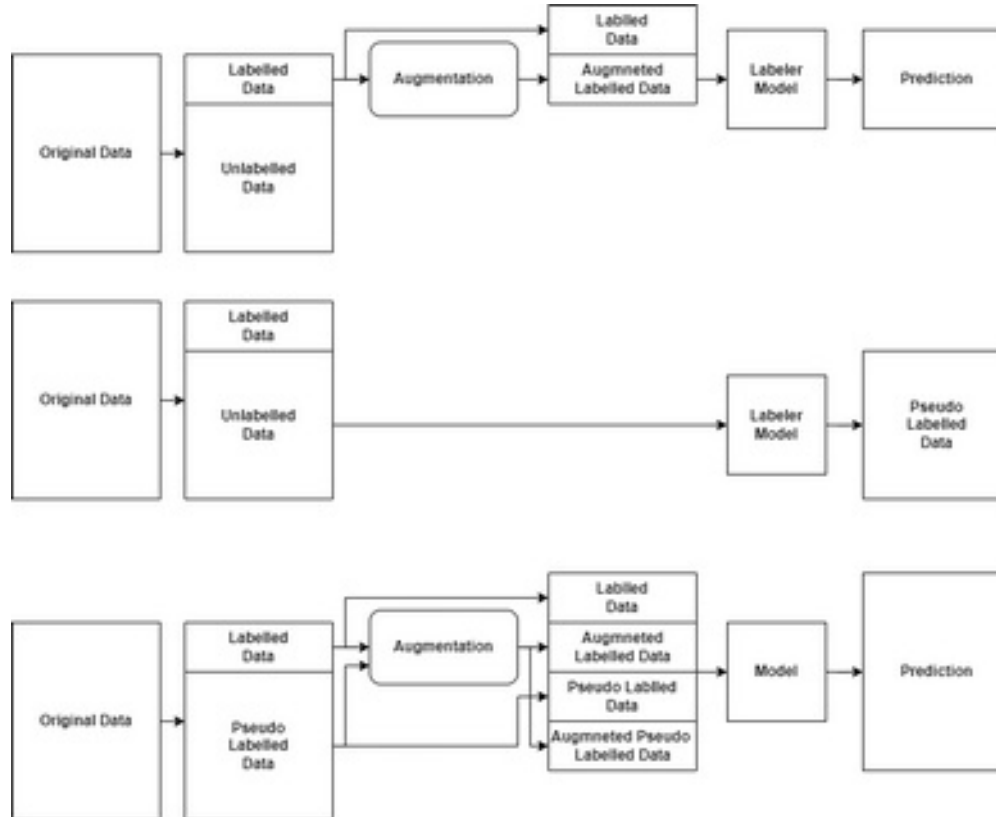 Original Data
Labelled
Data
Unlabelled
Data
Augmentation
Lablled
Data
Augmneted
Labelled Data
Labeler
Model
Prediction
Original Data
Labelled
Data
Unlabelled
Data
Labeler
Model
Pseudo
Labelled
Data
Original Data
Labelled
Data
Pseudo
Labelled
Data
Augmentation
Lablled
Data
Augmneted
Labelled Data
Pseudo Lablled
Data
Augmneted Pseudo
Labelled Data
Model
Prediction